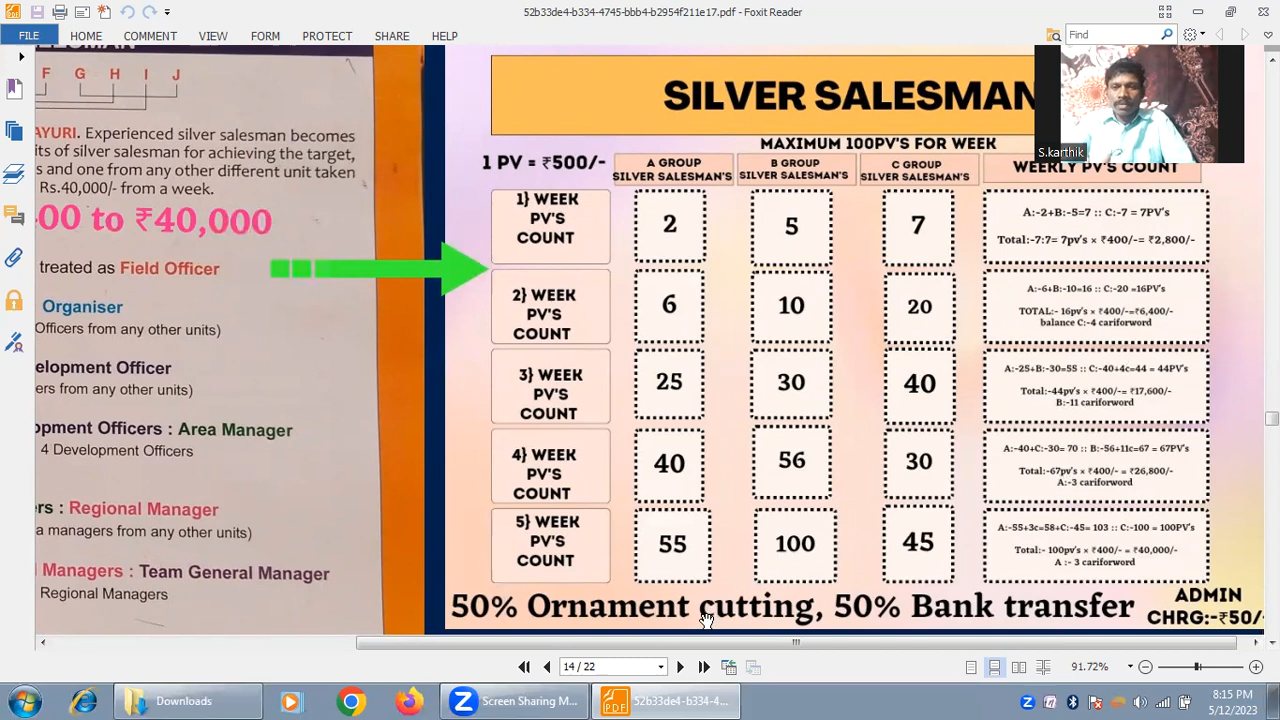 52b33de4-b334-4745-bbb4-b2954f211e17.pdf - Foxit Reader
FILE HOME COMMENT VIEW FORM PROTECT SHARE HELP
Find
F G H I J
AYURI. Experienced silver salesman becomes
its of silver salesman for achieving the target,
s and one from any other different unit taken
Rs.40,000/- from a week.
00 to ₹40,000
treated as Field Officer
Organiser
Officers from any other units)
elopment Officer
ers from any other units)
opment Officers : Area Manager
4 Development Officers
ers : Regional Manager
a managers from any other units)
l Managers : Team General Manager
Regional Managers
SILVER SALESMAN
S.karthik
MAXIMUM 100PV'S FOR WEEK
1 PV = ₹500/-
A GROUP
SILVER SALESMAN'S
B GROUP
SILVER SALESMAN'S
C GROUP
SILVER SALESMAN'S
WEEKLY PV'S COUNT
1} WEEK
PV'S
COUNT
2
5
7
A:-2+B:-5=7 :: C:-7 = 7PV's
Total:-7:7= 7pv's × ₹400/-= ₹2,800/-
2} WEEK
PV'S
COUNT
6
10
20
A:-6+B:-10=16 :: C:-20 =16PV's
TOTAL:- 16pv's × ₹400/-=₹6,400/-
balance C:-4 cariforword
3} WEEK
PV'S
COUNT
25
30
40
A:-25+B:-30=55 :: C:-40+4c=44 = 44PV's
Total:-44pv's × ₹400/-= ₹17,600/-
B:-11 cariforword
4} WEEK
PV'S
COUNT
40
56
30
A:-40+C:-30= 70 :: B:-56+11c=67 = 67PV's
Total:-67pv's × ₹400/- = ₹26,800/-
A:-3 cariforword
5} WEEK
PV'S
COUNT
55
100
45
A:-55+3c=58+C:-45= 103 :: C:-100 = 100PV's
Total:- 100pv's × ₹400/- = ₹40,000/-
A :- 3 cariforword
50% Ornament cutting, 50% Bank transfer
ADMIN
CHRG:-₹50/-
14 / 22
91.72%
Downloads
Screen Sharing M...
52b33de4-b334-4...
8:15 PM
5/12/2023